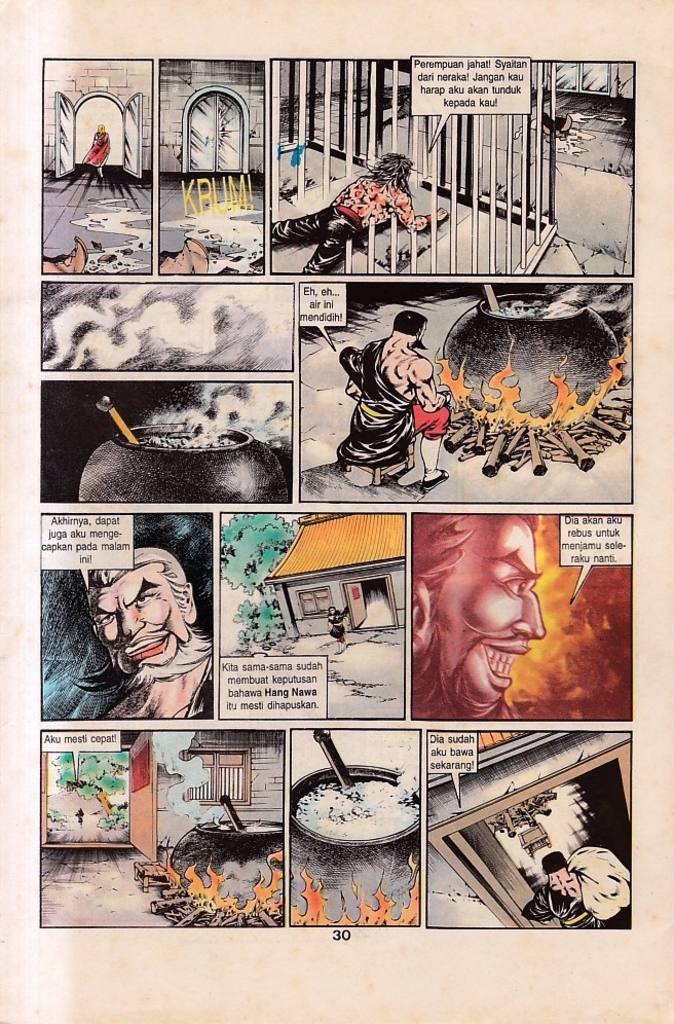 KRUM!
Perempuan jahat! Syaitan
dari neraka! Jangan kau
harap aku akan tunduk
kepada kau!
Eh, eh...
air ini
mendidih!
Akhirnya, dapat
juga aku menge-
capkan pada malam
ini!
Kita sama-sama sudah
membuat keputusan
bahawa Hang Nawa
itu mesti dihapuskan.
Dia akan aku
rebus untuk
menjamu sele-
raku nanti.
Aku mesti cepat!
Dia sudah
aku bawa
sekarang!
30